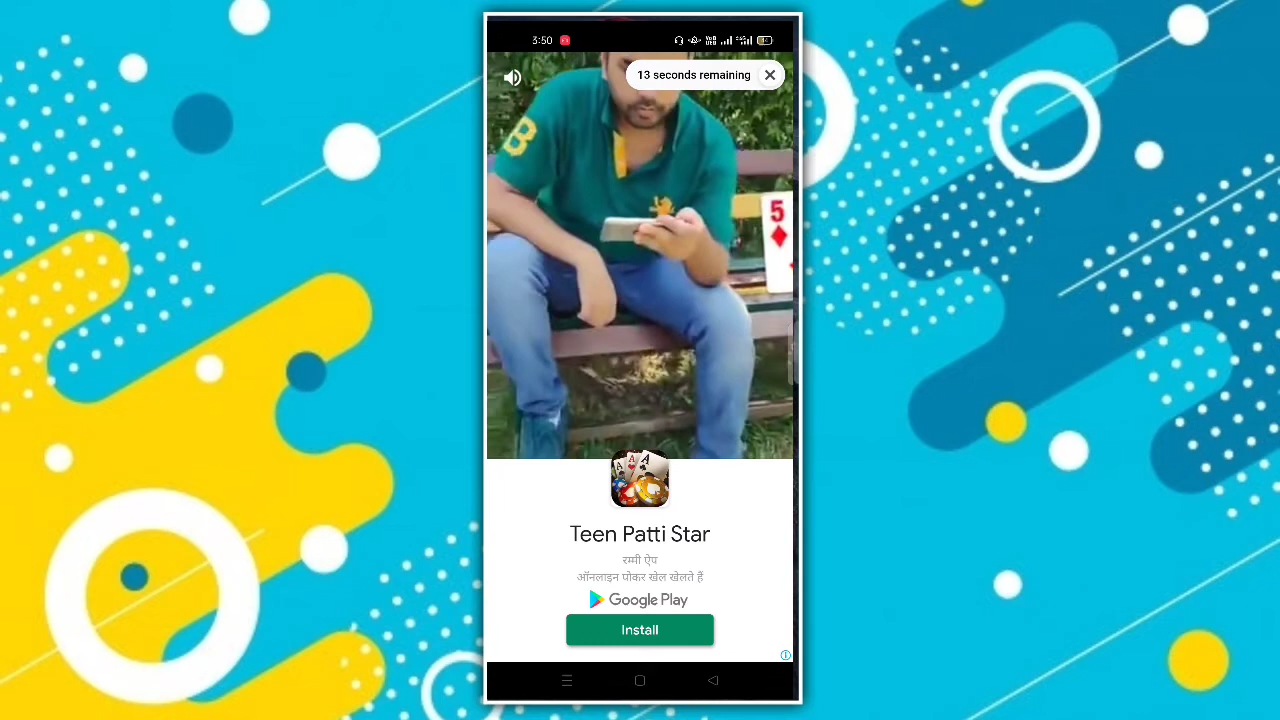 3:50
13 seconds remaining
B
5
A A A
Teen Patti Star
रम्मी ऐप
ऑनलाइन पोकर खेल खेलते हैं
Google Play
Install